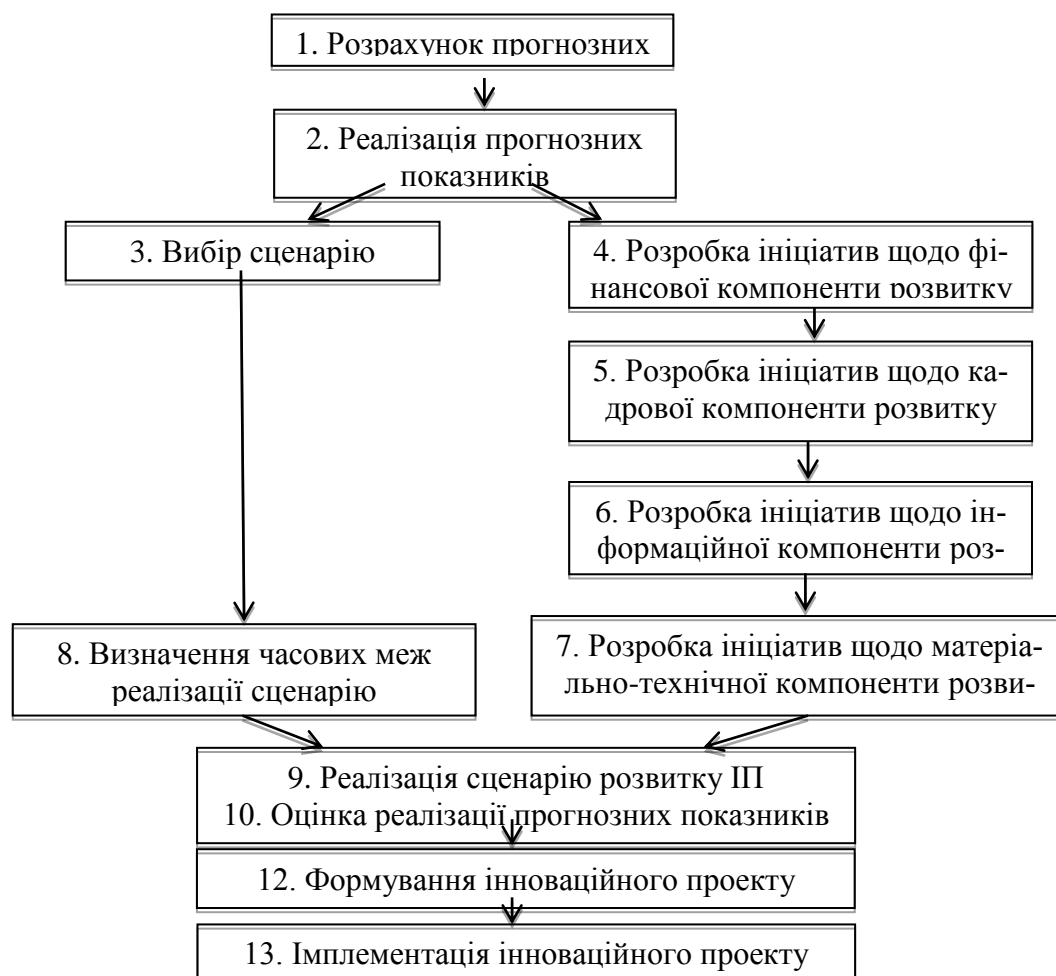 1. Розрахунок прогнозних
2. Реалізація прогнозних
показників
3. Вибір сценарію
4. Розробка ініціатив щодо фі-
нансової компоненти розвитку
5. Розробка ініціатив щодо ка-
дрової компоненти розвитку
6. Розробка ініціатив щодо ін-
формаційної компоненти роз-
8. Визначення часових меж
реалізації сценарію
7. Розробка ініціатив щодо матеріа-
льно-технічної компоненти розви-
9. Реалізація сценарію розвитку ІП
10. Оцінка реалізації прогнозних показників
12. Формування інноваційного проекту
13. Імплементація інноваційного проекту